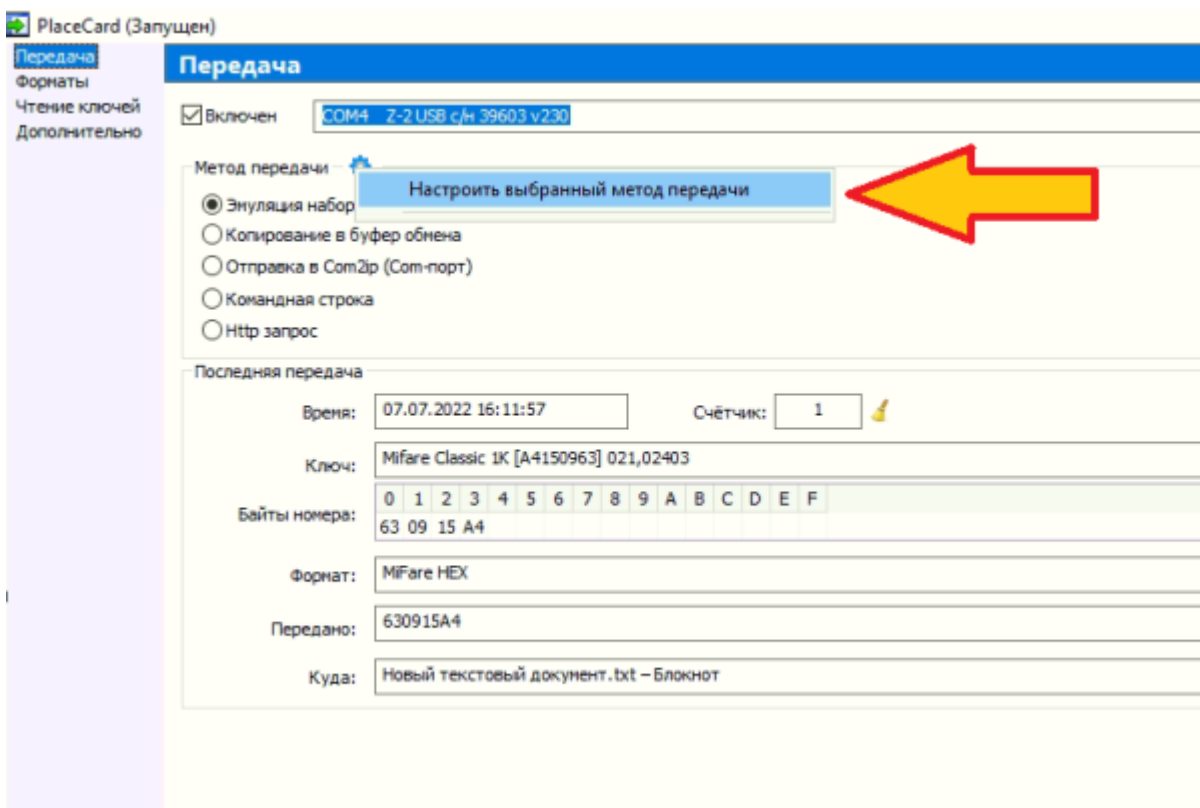 PlaceCard (Запущен)
Передача
Форматы
Чтение ключей
Дополнительно
Передача
Включен
COM4 Z-2 USB с/н 39603 v230
Метод передачи
Настроить выбранный метод передачи
Эмуляция набор
Копирование в буфер обмена
Отправка в Com2ip (Com-порт)
Командная строка
Http запрос
Последняя передача
Время: 07.07.2022 16:11:57 Счётчик: 1
Ключ: Mifare Classic 1K [A4150963] 021,02403
Байты номера: 0 1 2 3 4 5 6 7 8 9 A B C D E F
63 09 15 A4
Формат: MiFare HEX
Передано: 630915A4
Куда: Новый текстовый документ.txt – Блокнот